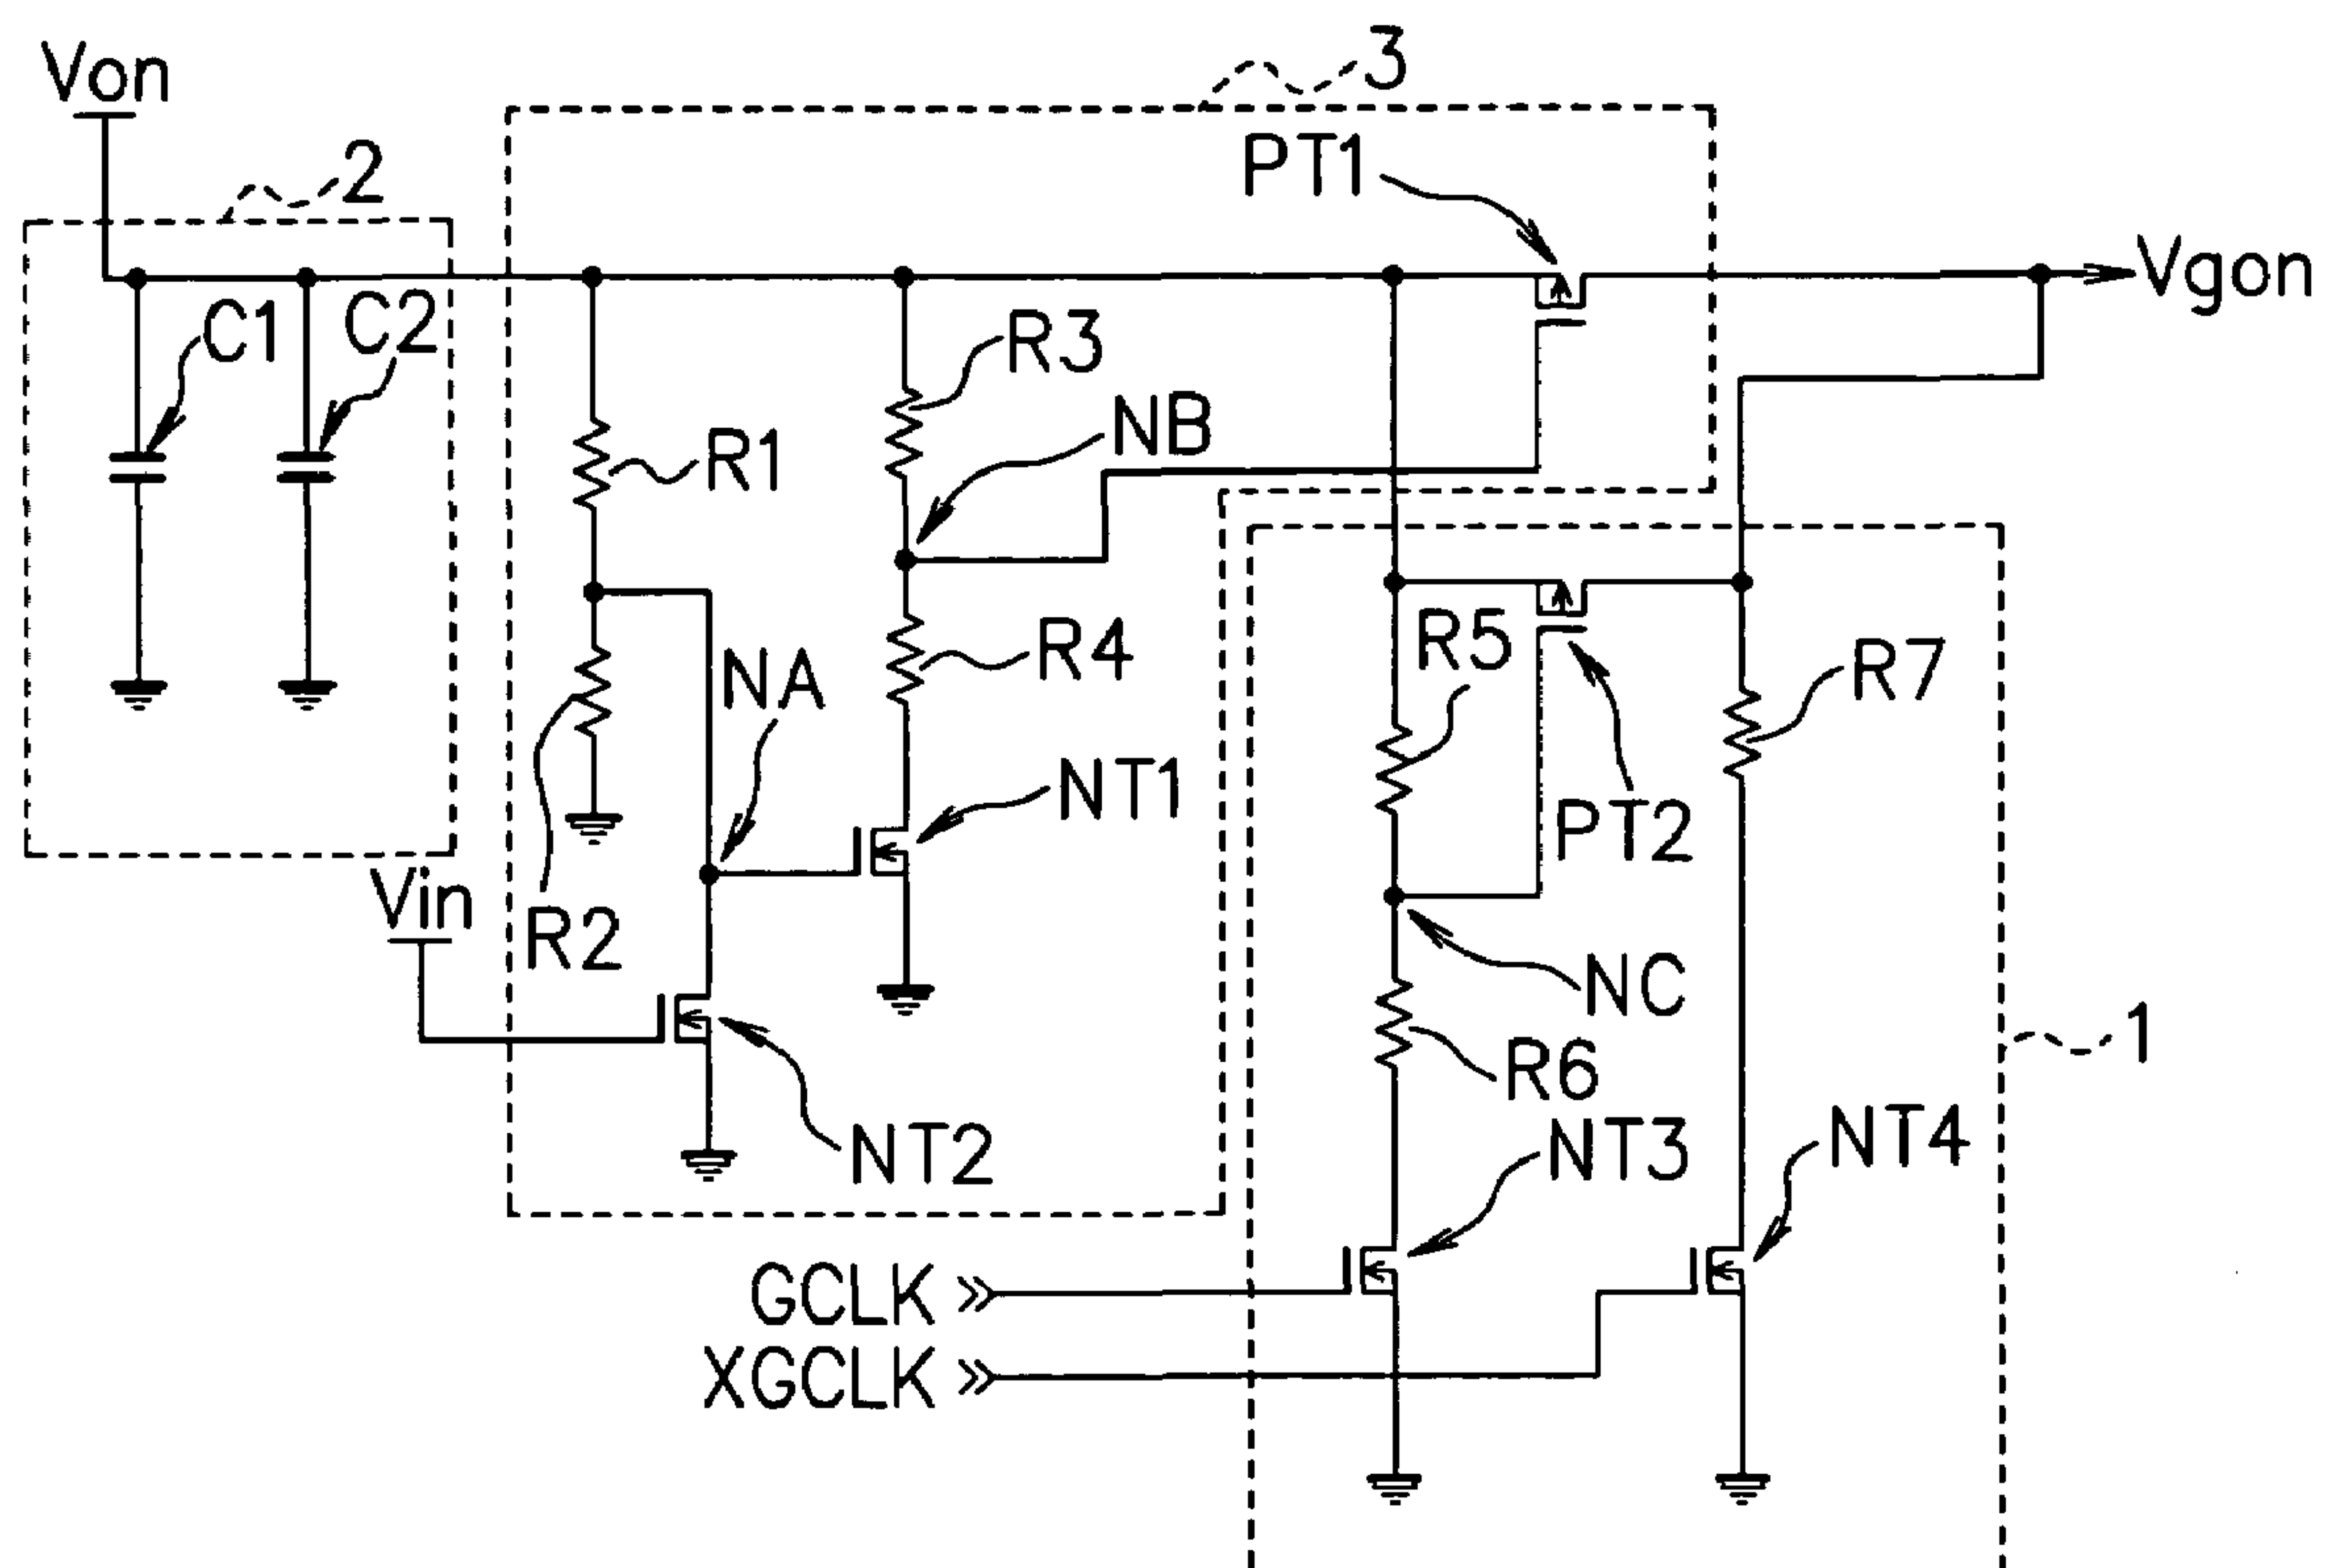 Von
3
2
PT1
Vgon
C1
C2
R3
NB
R1
R5
R4
NA
R7
NT1
PT2
Vin
R2
NC
1
R6
NT2
NT3
NT4
GCLK
XGCLK